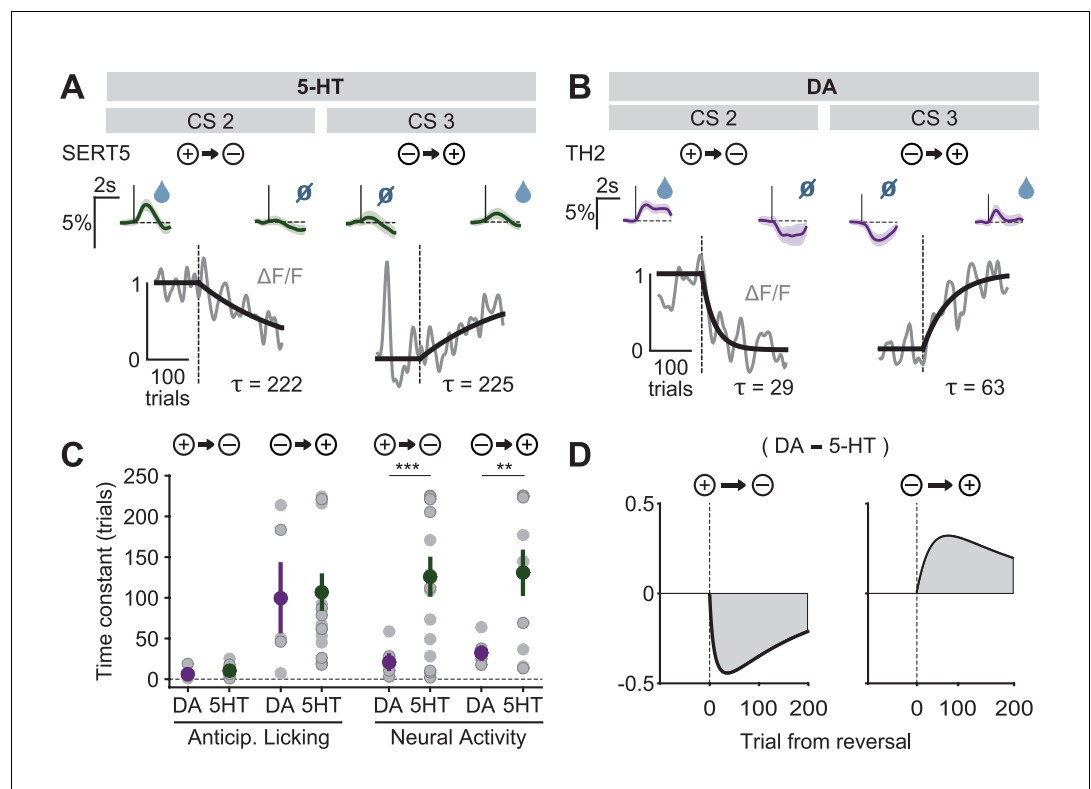 A
5-HT
CS 2
CS 3
SERT5
+ → −
− → +
2s
5%
Ø
Ø
1
0
ΔF/F
100
trials
τ = 222
τ = 225
B
DA
CS 2
CS 3
TH2
+ → −
− → +
2s
5%
Ø
Ø
1
0
ΔF/F
100
trials
τ = 29
τ = 63
C
+ → −
− → +
+ → −
− → +
***
**
Time constant (trials)
250
200
150
100
50
0
DA 5HT DA 5HT DA 5HT DA 5HT
Anticip. Licking
Neural Activity
D
( DA – 5-HT )
+ → −
− → +
0.5
0
-0.5
0 100 200
0 100 200
Trial from reversal